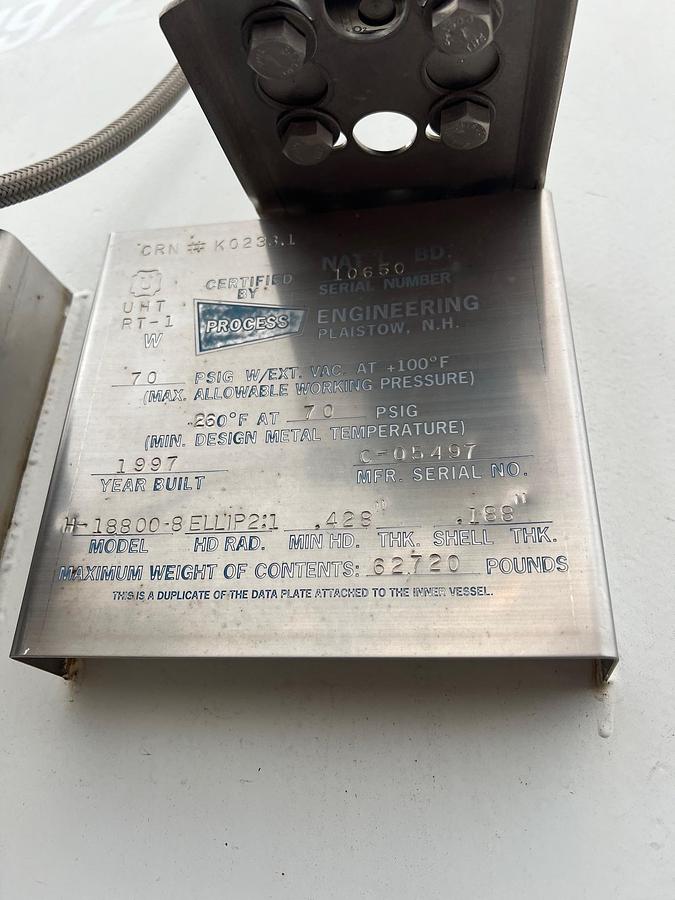 CRN # K0233.1
NAT'L BD.
10650
SERIAL NUMBER
U
UHT
RT-1
W
CERTIFIED
BY
PROCESS
ENGINEERING
PLAISTOW, N.H.
70 PSIG W/EXT. VAC. AT +100°F
(MAX. ALLOWABLE WORKING PRESSURE)
-260°F AT 70 PSIG
(MIN. DESIGN METAL TEMPERATURE)
1997
YEAR BUILT
C-05497
MFR. SERIAL NO.
H-18800-8 ELLIP2:1 .428" .188"
MODEL HD RAD. MIN HD. THK. SHELL THK.
MAXIMUM WEIGHT OF CONTENTS: 62720 POUNDS
THIS IS A DUPLICATE OF THE DATA PLATE ATTACHED TO THE INNER VESSEL.